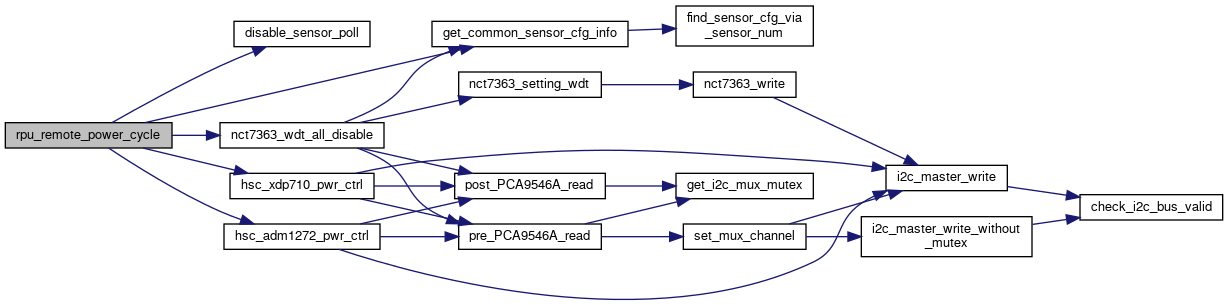 rpu_remote_power_cycle
disable_sensor_poll
get_common_sensor_cfg_info
find_sensor_cfg_via
_sensor_num
nct7363_wdt_all_disable
nct7363_setting_wdt
nct7363_write
hsc_xdp710_pwr_ctrl
post_PCA9546A_read
get_i2c_mux_mutex
i2c_master_write
check_i2c_bus_valid
hsc_adm1272_pwr_ctrl
pre_PCA9546A_read
set_mux_channel
i2c_master_write_without
_mutex